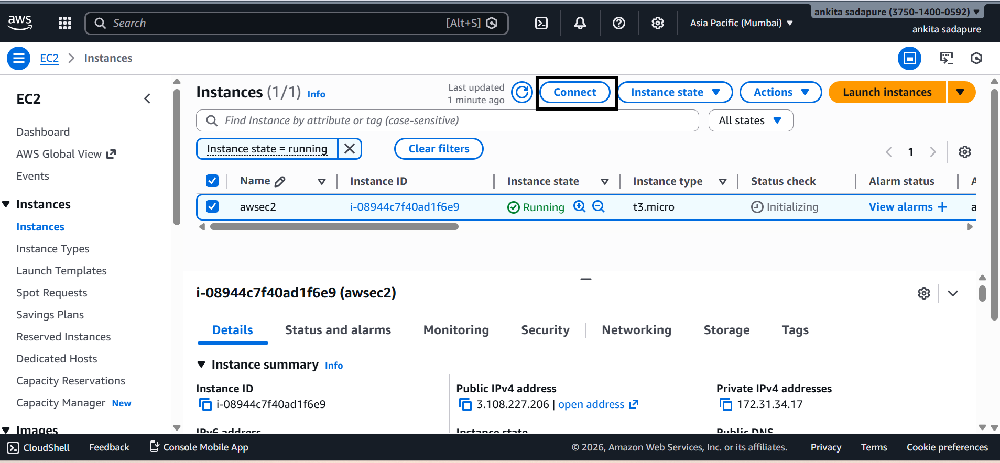 aws
Search
[Alt+S]
Asia Pacific (Mumbai)
ankita sadapure (3750-1400-0592)
ankita sadapure
EC2
Instances
EC2
Dashboard
AWS Global View
Events
Instances
Instances
Instance Types
Launch Templates
Spot Requests
Savings Plans
Reserved Instances
Dedicated Hosts
Capacity Reservations
Capacity Manager New
Images
Instances (1/1) Info
Last updated
1 minute ago
Connect
Instance state
Actions
Launch instances
Find Instance by attribute or tag (case-sensitive)
All states
Instance state = running
Clear filters
1
Name Instance ID Instance state Instance type Status check Alarm status A
awsec2 i-08944c7f40ad1f6e9 Running t3.micro Initializing View alarms + a
i-08944c7f40ad1f6e9 (awsec2)
Details Status and alarms Monitoring Security Networking Storage Tags
Instance summary Info
Instance ID
i-08944c7f40ad1f6e9
Public IPv4 address
3.108.227.206 | open address
Private IPv4 addresses
172.31.34.17
IPv6 address
Instance state
Public DNS
CloudShell Feedback Console Mobile App
© 2026, Amazon Web Services, Inc. or its affiliates. Privacy Terms Cookie preferences